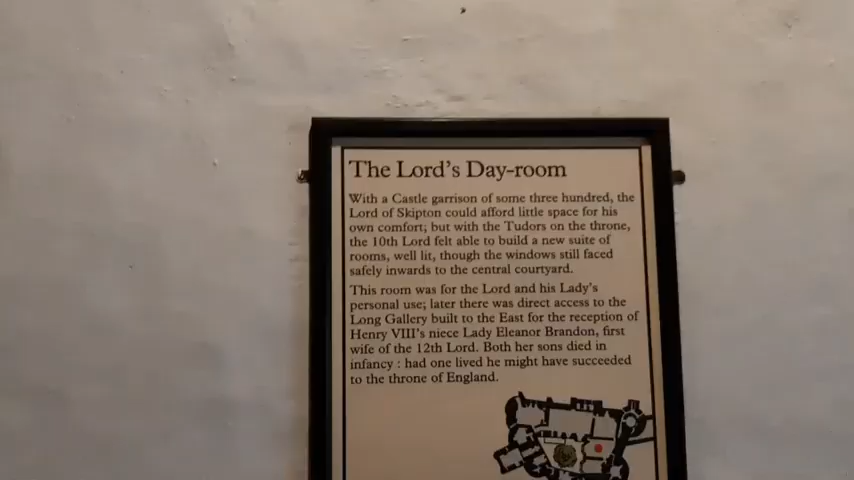 The Lord's Day-room
With a Castle garrison of some three hundred, the
Lord of Skipton could afford little space for his
own comfort; but with the Tudors on the throne,
the 10th Lord felt able to build a new suite of
rooms, well lit, though the windows still faced
safely inwards to the central courtyard.
This room was for the Lord and his Lady's
personal use; later there was direct access to the
Long Gallery built to the East for the reception of
Henry VIII's niece Lady Eleanor Brandon, first
wife of the 12th Lord. Both her sons died in
infancy : had one lived he might have succeeded
to the throne of England.